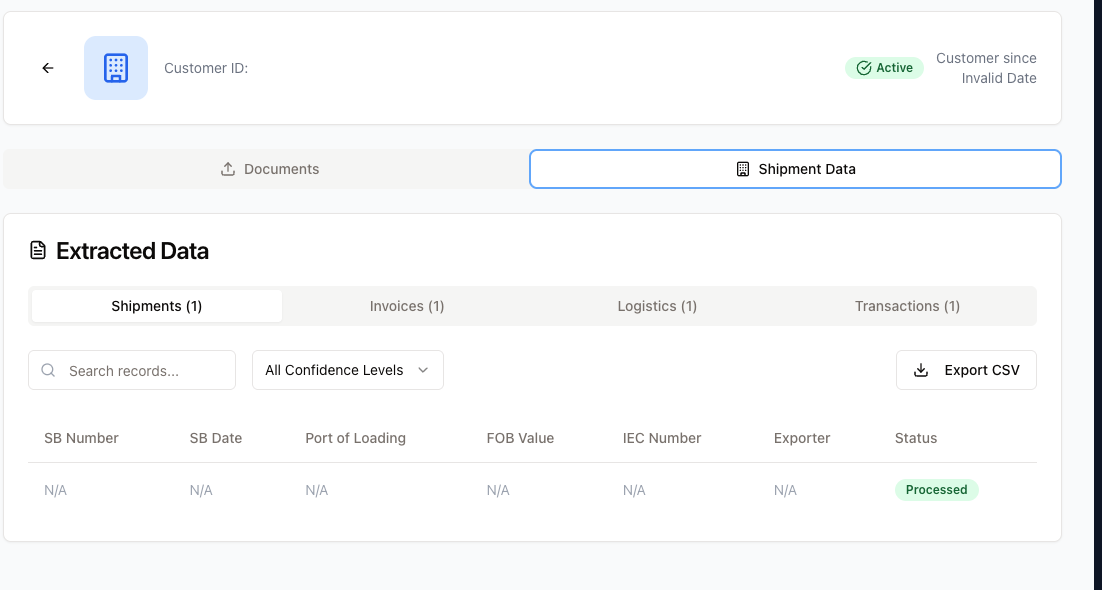 Customer ID:
Active
Customer since
Invalid Date
Documents
Shipment Data
Extracted Data
Shipments (1)
Invoices (1)
Logistics (1)
Transactions (1)
Search records...
All Confidence Levels
Export CSV
SB Number SB Date Port of Loading FOB Value IEC Number Exporter Status
N/A N/A N/A N/A N/A N/A Processed